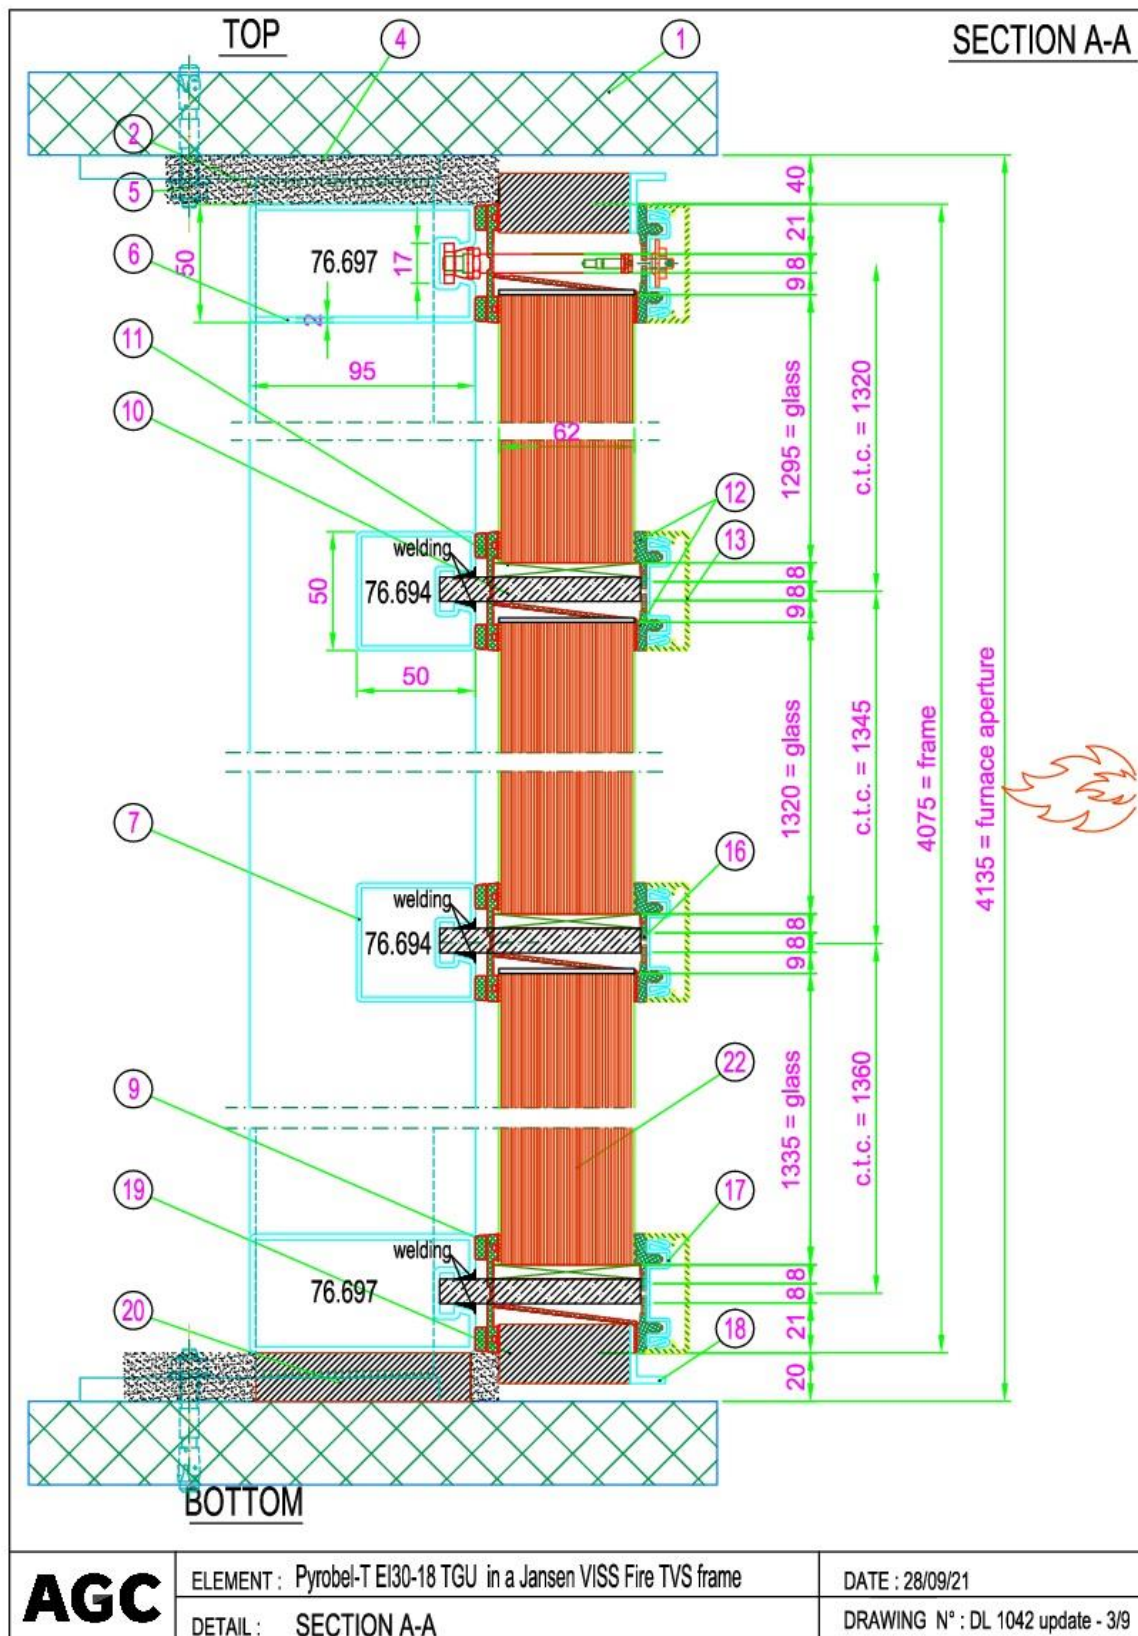 TOP
SECTION A-A
4
1
2
5
6
11
10
76.697
50
17
2
95
62
40
21
8
9
1295 = glass
c.t.c. = 1320
12
13
welding
76.694
50
50
8
8
9
1320 = glass
c.t.c. = 1345
4075 = frame
4135 = furnace aperture
7
16
welding
76.694
8
8
9
22
1335 = glass
c.t.c. = 1360
9
19
20
17
18
welding
76.697
8
8
21
20
BOTTOM
AGC
ELEMENT : Pyrobel-T EI30-18 TGU in a Jansen VISS Fire TVS frame
DATE : 28/09/21
DETAIL : SECTION A-A
DRAWING N° : DL 1042 update - 3/9